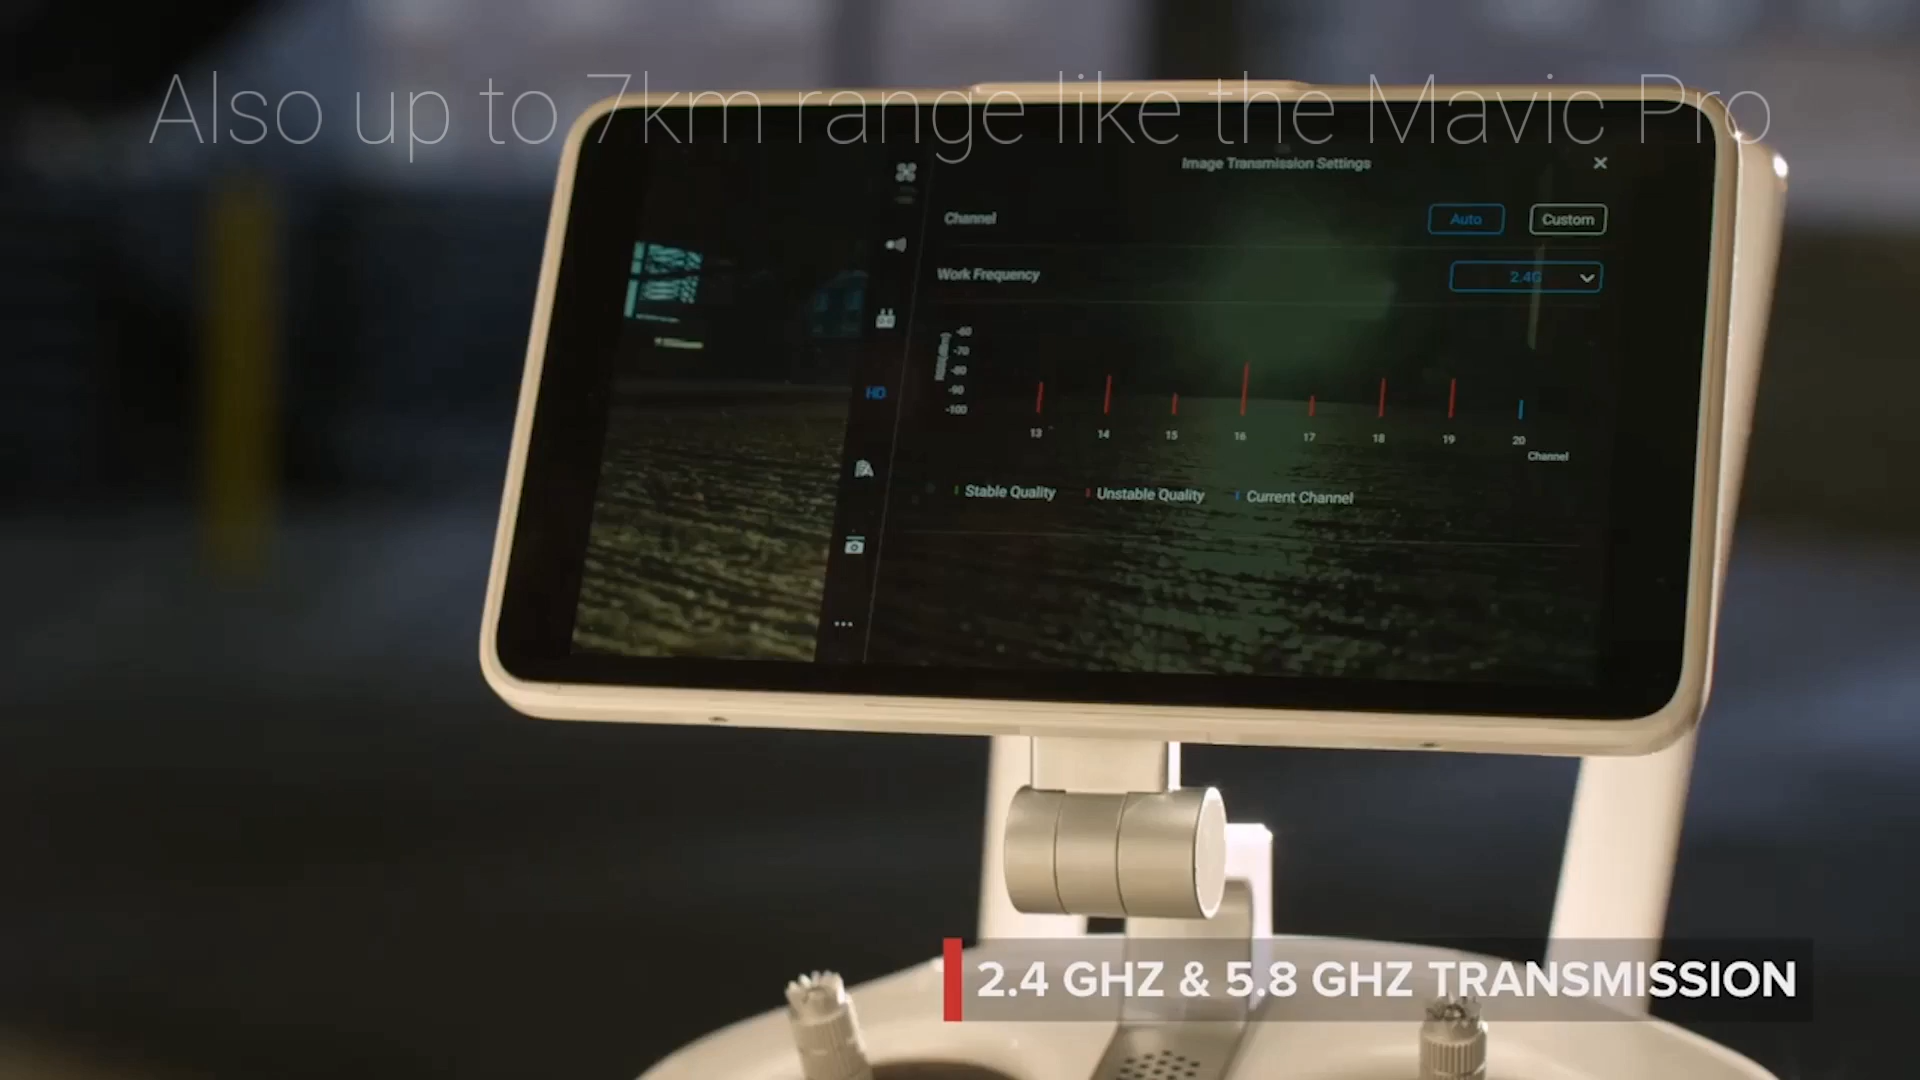 Also up to 7km range like the Mavic Pro
Image Transmission Settings
Channel
Auto
Custom
Work Frequency
2.4G
-60
-70
-80
-90
-100
13
14
15
16
17
18
19
20
Channel
HD
Stable Quality
Unstable Quality
Current Channel
2.4 GHZ & 5.8 GHZ TRANSMISSION